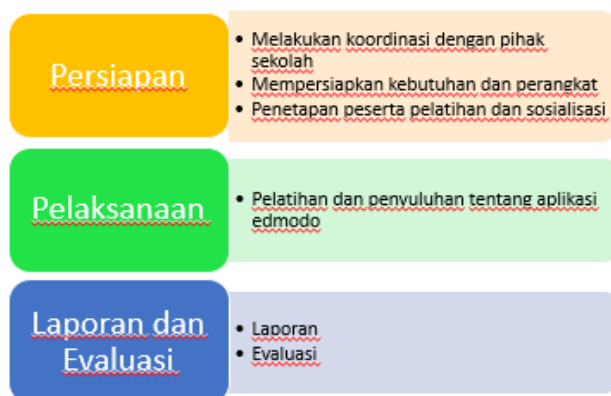 Persiapan
• Melakukan koordinasi dengan pihak
sekolah
• Mempersiapkan kebutuhan dan perangkat
• Penetapan peserta pelatihan dan sosialisasi
Pelaksanaan
• Pelatihan dan penyuluhan tentang aplikasi
edmodo
Laporan dan
Evaluasi
• Laporan
• Evaluasi